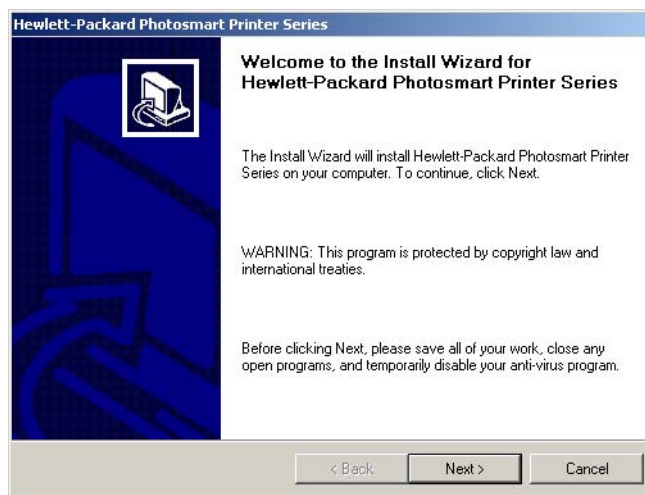 Hewlett-Packard Photosmart Printer Series
Welcome to the Install Wizard for
Hewlett-Packard Photosmart Printer Series
The Install Wizard will install Hewlett-Packard Photosmart Printer
Series on your computer. To continue, click Next.
WARNING: This program is protected by copyright law and
international treaties.
Before clicking Next, please save all of your work, close any
open programs, and temporarily disable your anti-virus program.
< Back
Next >
Cancel